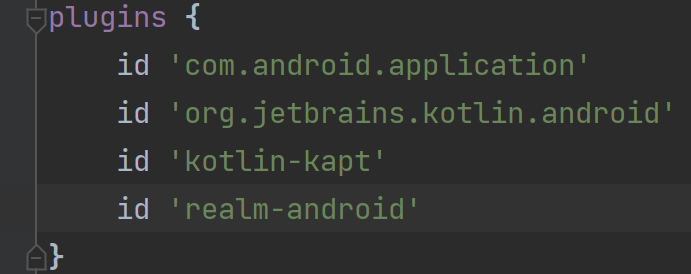 plugins {
    id 'com.android.application'
    id 'org.jetbrains.kotlin.android'
    id 'kotlin-kapt'
    id 'realm-android'
}